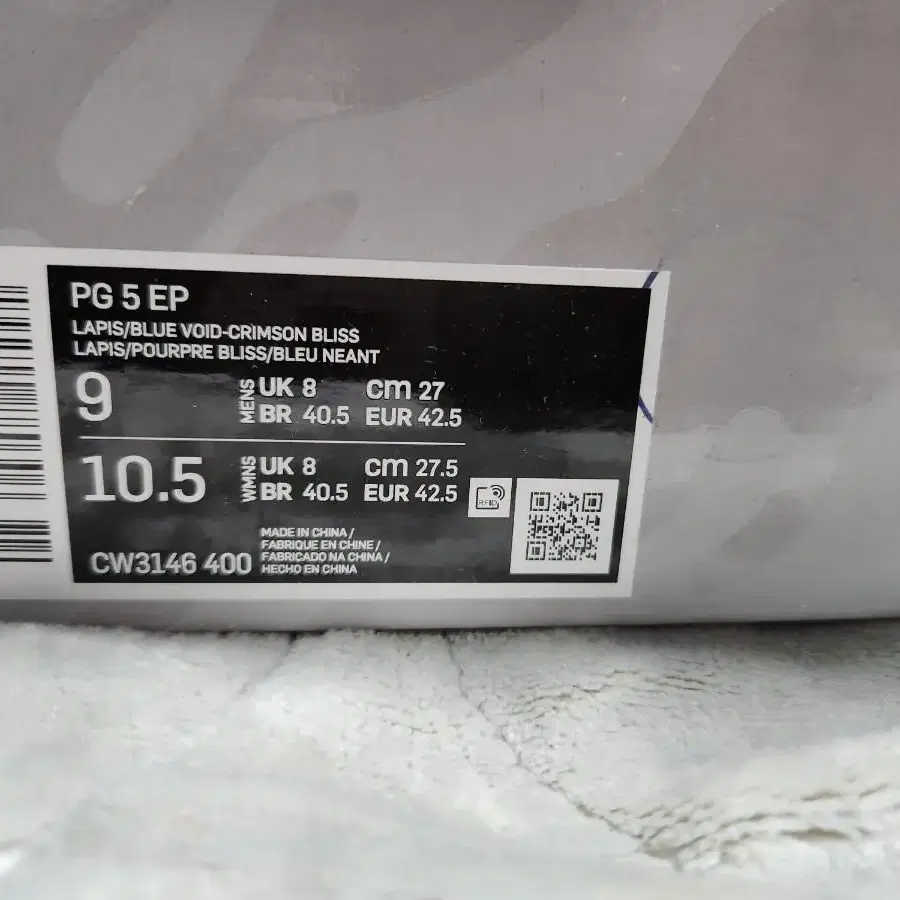 PG 5 EP
LAPIS/BLUE VOID-CRIMSON BLISS
LAPIS/POURPRE BLISS/BLEU NEANT
9 MENS UK 8 cm 27
BR 40.5 EUR 42.5
10.5 WMNS UK 8 cm 27.5
BR 40.5 EUR 42.5
RFID
CW3146 400
MADE IN CHINA /
FABRIQUE EN CHINE /
FABRICADO NA CHINA /
HECHO EN CHINA